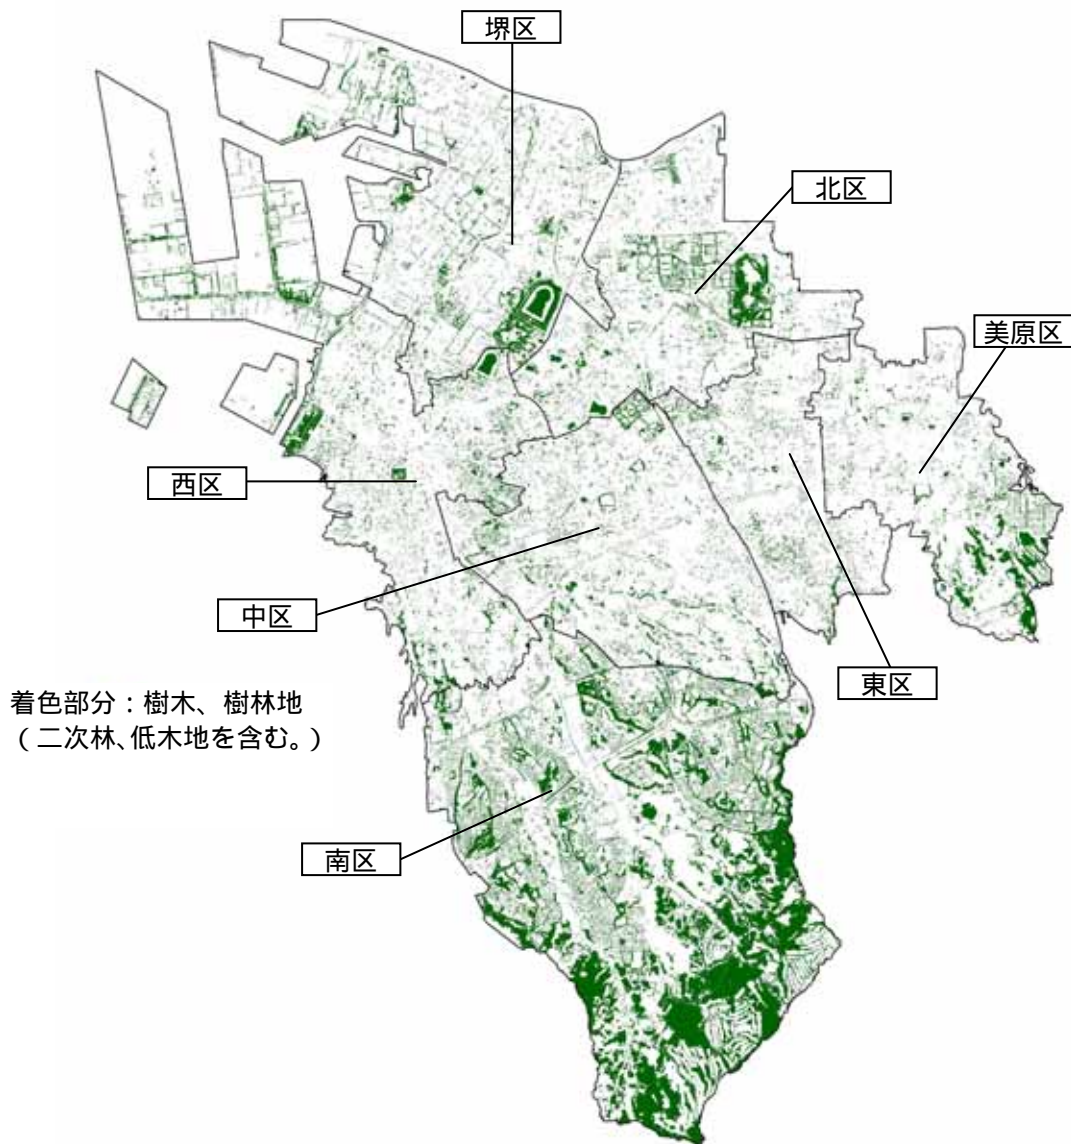 堺区
北区
美原区
西区
中区
東区
着色部分：樹木、樹林地
（二次林、低木地を含む。）
南区